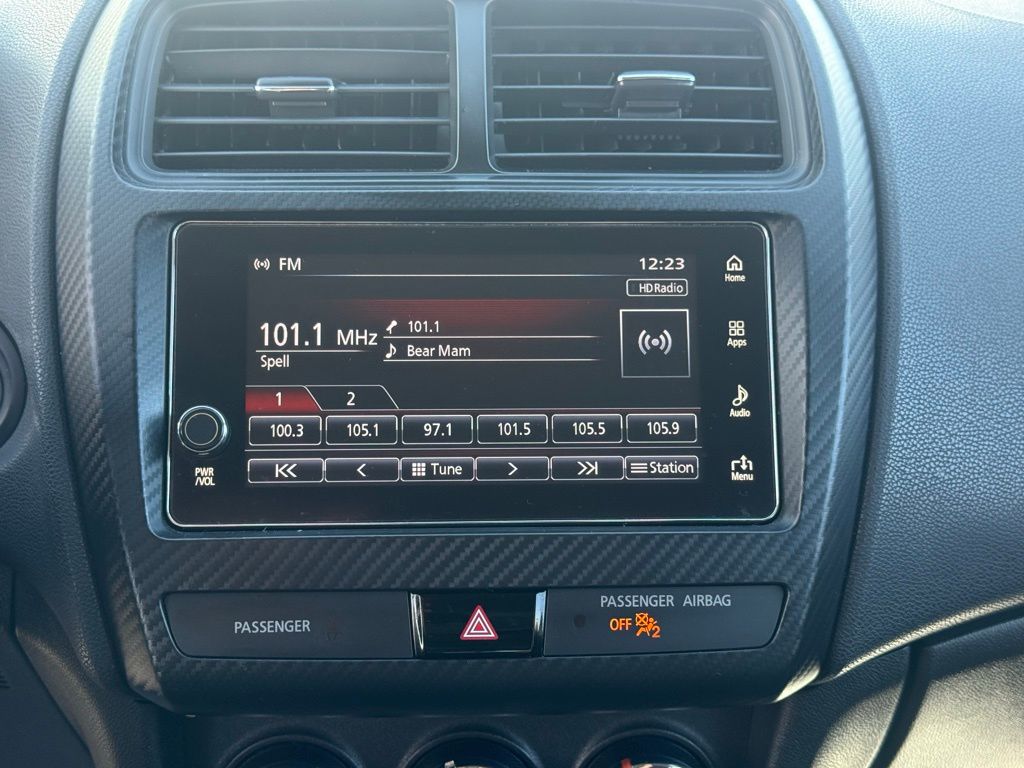 FM 12:23
HD Radio
101.1 MHz
Spell
101.1
Bear Mam
1 2
100.3 105.1 97.1 101.5 105.5 105.9
Tune Station
PWR
/VOL
Home
Apps
Audio
Menu
PASSENGER
PASSENGER AIRBAG
OFF 2